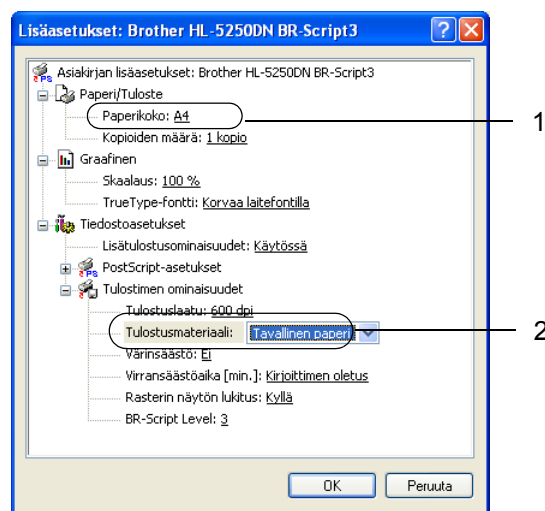 Lisäasetukset: Brother HL-5250DN BR-Script3
Asiakirjan lisäasetukset: Brother HL-5250DN BR-Script3
Paperi/Tuloste
Paperikoko: A4
1
Kopioiden määrä: 1 kopio
Graafinen
Skaalaus: 100 %
TrueType-fontti: Korvaa laitefontilla
Tiedostoasetukset
Lisätulostusominaisuudet: Käytössä
PostScript-asetukset
Tulostimen ominaisuudet
Tulostuslaatu: 600 dpi
Tulostusmateriaali: Tavallinen paperi
2
Värinsäästö: Ei
Virransäästöaika [min.]: Kirjoittimen oletus
Rasterin näytön lukitus: Kyllä
BR-Script Level: 3
OK Peruuta